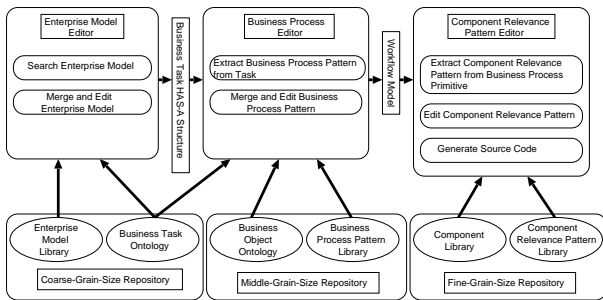 Enterprise Model
Editor
Search Enterprise Model
Merge and Edit
Enterprise Model
Business Task HAS-A Structure
Business Process
Editor
Extract Business Process Pattern
from Task
Merge and Edit Business
Process Pattern
Workflow Model
Component Relevance
Pattern Editor
Extract Component Relevance
Pattern from Business Process
Primitive
Edit Component Relevance Pattern
Generate Source Code
Enterprise
Model
Library
Business Task
Ontology
Coarse-Grain-Size Repository
Business
Object
Ontology
Business
Process Pattern
Library
Middle-Grain-Size Repository
Component
Library
Component
Relevance Pattern
Library
Fine-Grain-Size Repository